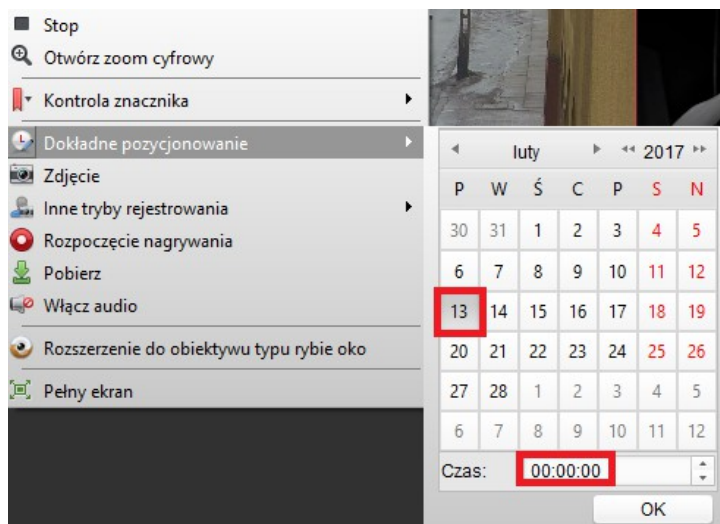 Stop
Otwórz zoom cyfrowy
Kontrola znacznika
Dokładne pozycjonowanie
Zdjęcie
Inne tryby rejestrowania
Rozpoczęcie nagrywania
Pobierz
Włącz audio
Rozszerzenie do obiektywu typu rybie oko
Pełny ekran
luty 2017
P W Ś C P S N
30 31 1 2 3 4 5
6 7 8 9 10 11 12
13 14 15 16 17 18 19
20 21 22 23 24 25 26
27 28 1 2 3 4 5
6 7 8 9 10 11 12
Czas: 00:00:00
OK